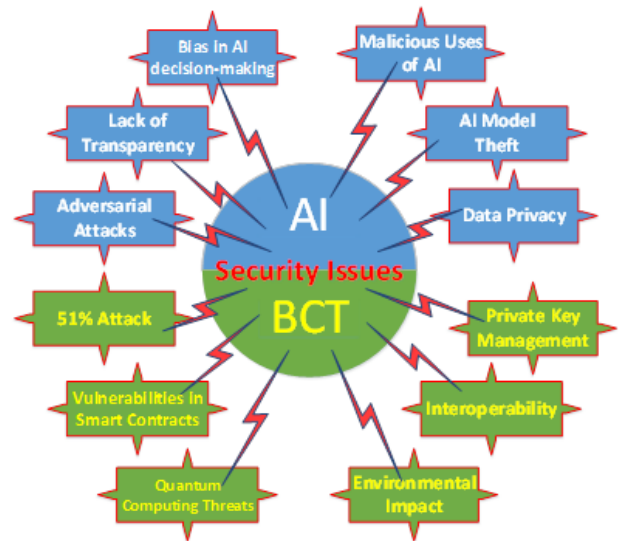 Bias in AI
decision-making
Malicious Uses
of AI
Lack of
Transparency
AI Model
Theft
Adversarial
Attacks
Data Privacy
AI
Security Issues
BCT
51% Attack
Private Key
Management
Vulnerabilities in
Smart Contracts
Interoperability
Quantum
Computing Threats
Environmental
Impact